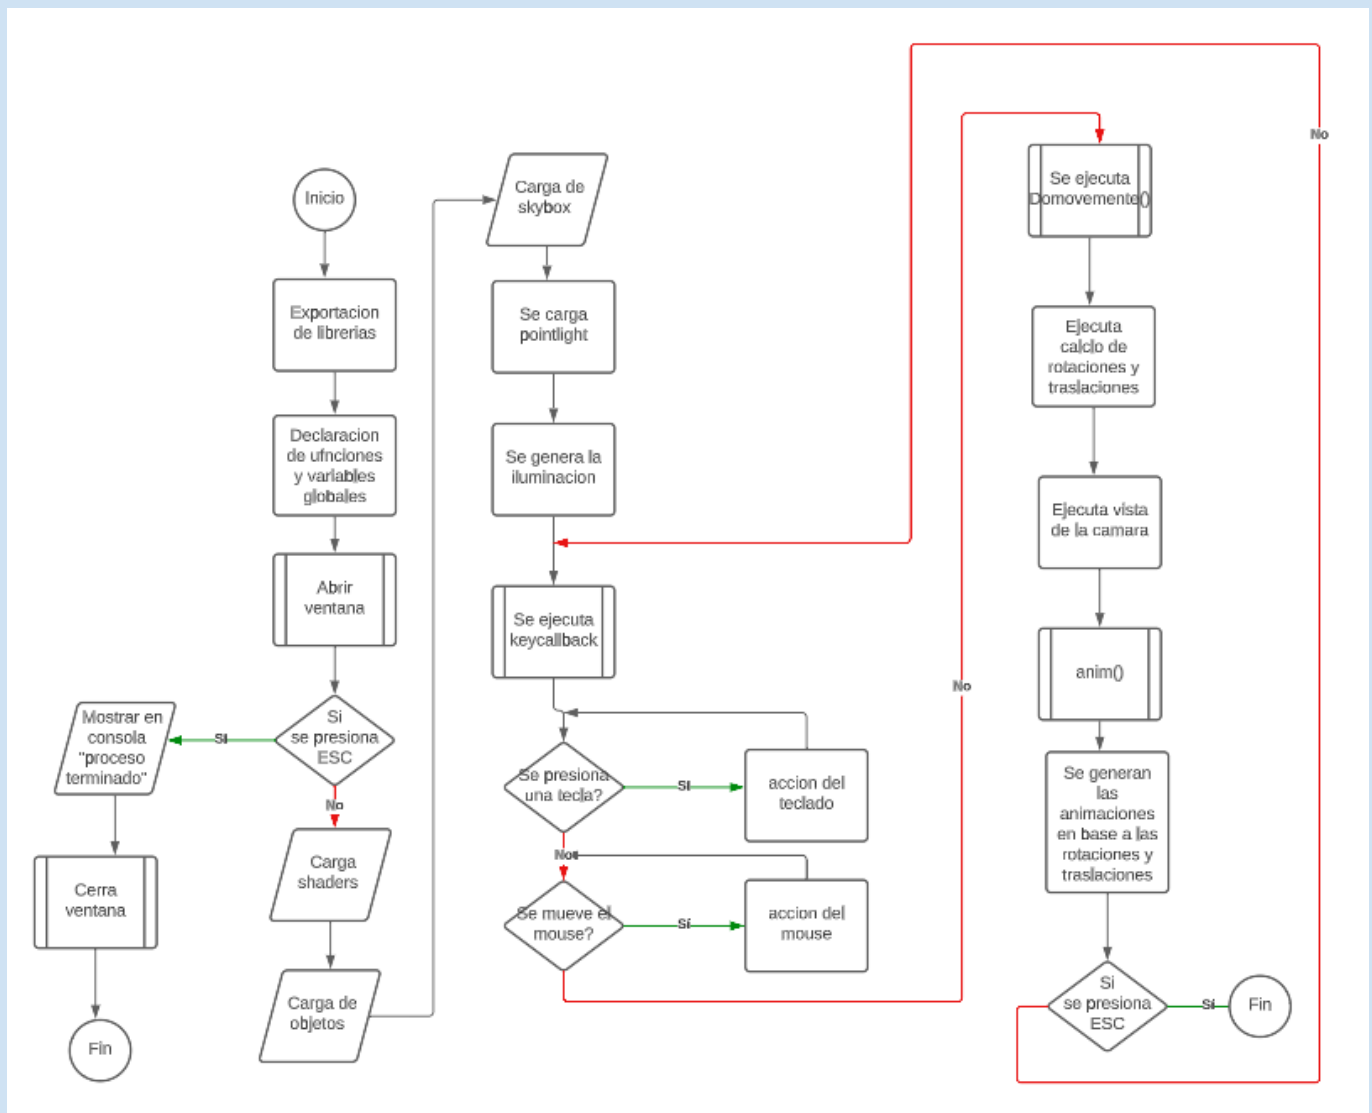 Inicio
Exportacion
de librerias
Declaracion
de ufnciones
y variables
globales
Abrir
ventana
Si
se presiona
ESC
Sí
Mostrar en
consola
"proceso
terminado"
Cerra
ventana
Fin
No
Carga
shaders
Carga de
objetos
Carga de
skybox
Se carga
pointlight
Se genera la
iluminacion
Se ejecuta
keycallback
Se presiona
una tecla?
Sí
accion del
teclado
No
Se mueve el
mouse?
Sí
accion del
mouse
No
Se ejecuta
Domovemente()
Ejecuta
calclo de
rotaciones y
traslaciones
Ejecuta vista
de la camara
anim()
Se generan
las
animaciones
en base a las
rotaciones y
traslaciones
Si
se presiona
ESC
Sí
Fin
No